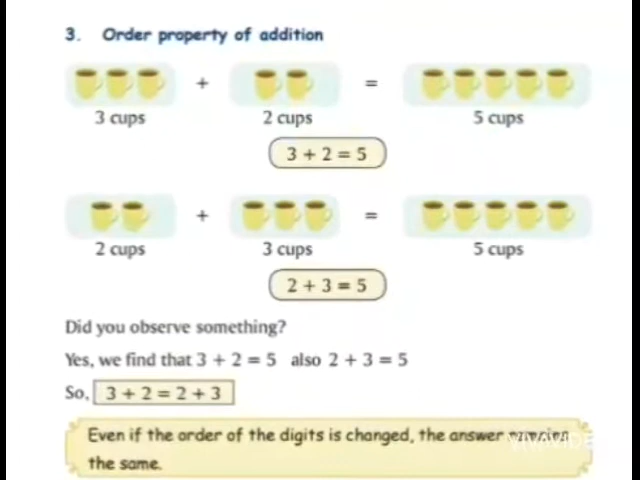 3. Order property of addition
+ =
3 cups 2 cups 5 cups
3 + 2 = 5
+ =
2 cups 3 cups 5 cups
2 + 3 = 5
Did you observe something?
Yes, we find that 3 + 2 = 5 also 2 + 3 = 5
So, 3 + 2 = 2 + 3
Even if the order of the digits is changed, the answer
the same.